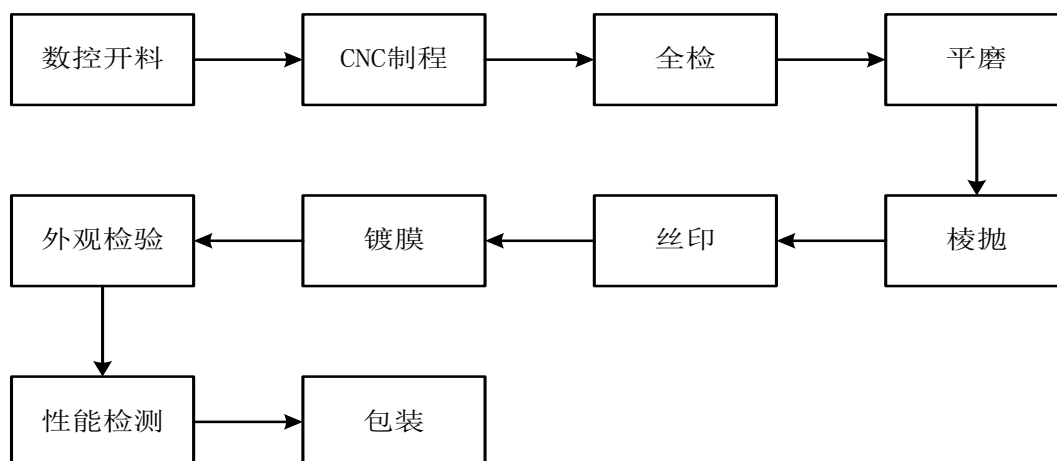 数控开料
CNC制程
全检
平磨
棱抛
丝印
镀膜
外观检验
性能检测
包装